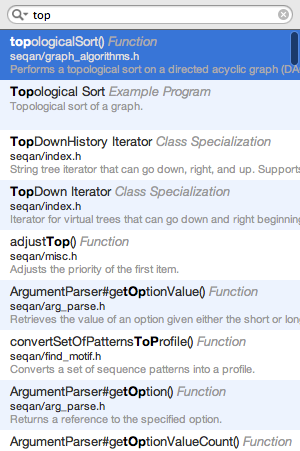 top
topologicalSort() Function
seqan/graph_algorithms.h
Performs a topological sort on a directed acyclic graph (DA
Topological Sort Example Program
Topological sort of a graph.
TopDownHistory Iterator Class Specialization
seqan/index.h
String tree iterator that can go down, right, and up. Supports
TopDown Iterator Class Specialization
seqan/index.h
Iterator for virtual trees that can go down and right beginning
adjustTop() Function
seqan/misc.h
Adjusts the priority of the first item.
ArgumentParser#getOptionValue() Function
seqan/arg_parse.h
Retrieves the value of an option given either the short or long
convertSetOfPatternsToProfile() Function
seqan/find_motif.h
Converts a set of sequence patterns into a profile.
ArgumentParser#getOption() Function
seqan/arg_parse.h
Returns a reference to the specified option.
ArgumentParser#getOptionValueCount() Function